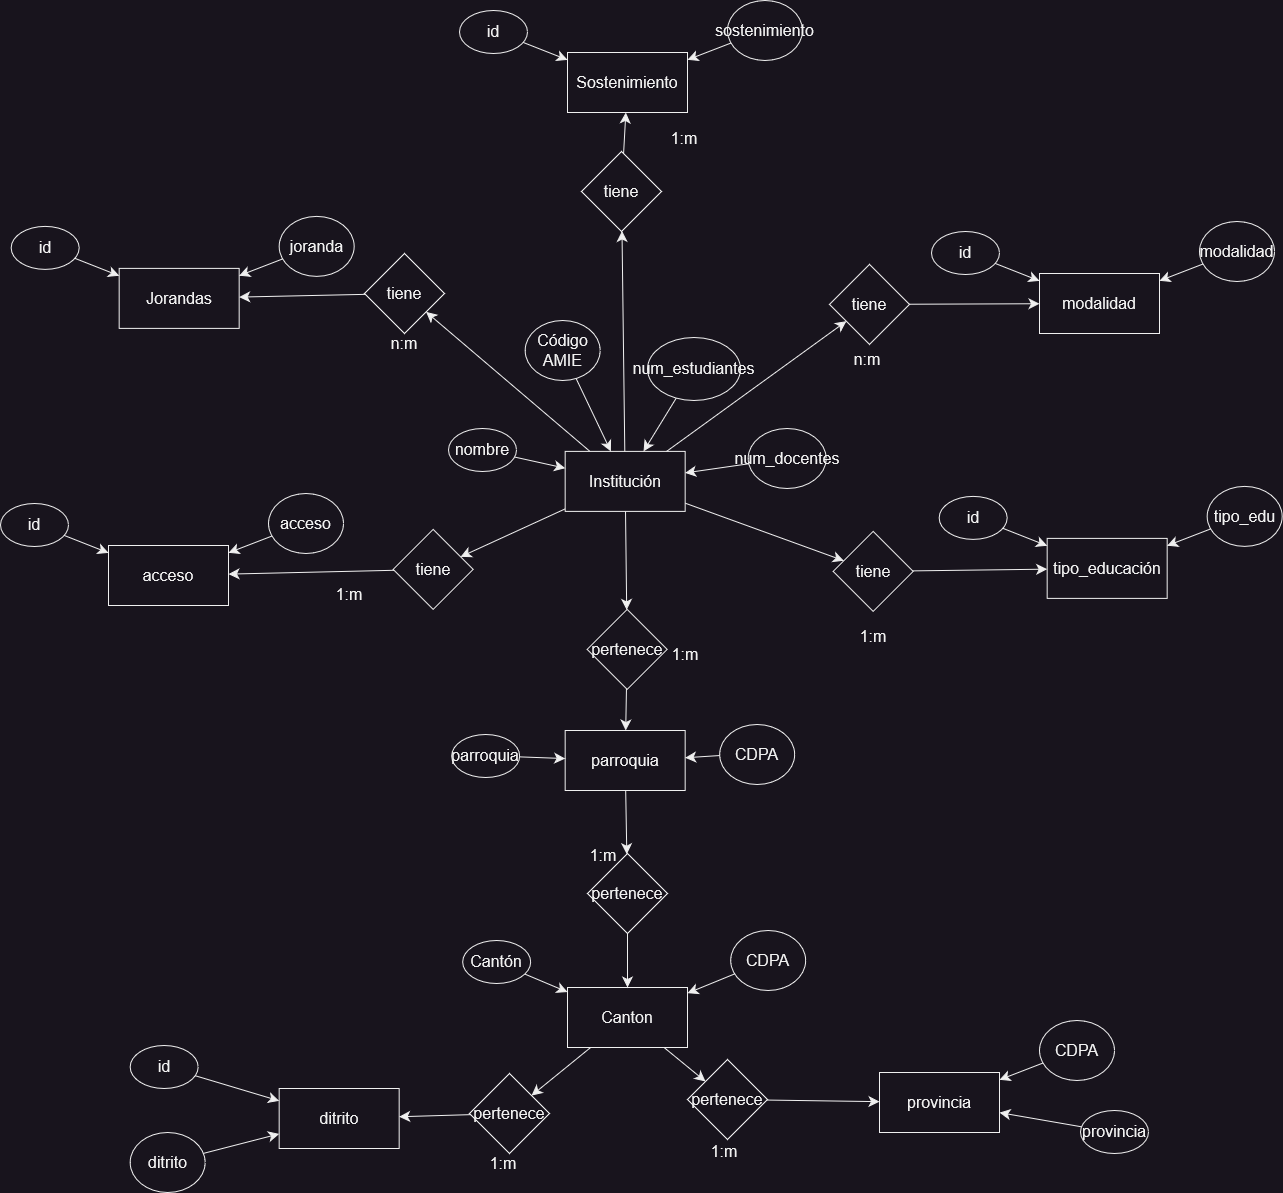 id
sostenimiento
Sostenimiento
1:m
tiene
id
joranda
Jorandas
tiene
n:m
id
modalidad
modalidad
tiene
n:m
Código
AMIE
num_estudiantes
nombre
num_docentes
Institución
id
acceso
acceso
tiene
1:m
id
tipo_edu
tipo_educación
tiene
1:m
pertenece
1:m
parroquia
CDPA
parroquia
1:m
pertenece
Cantón
CDPA
Canton
id
ditrito
ditrito
pertenece
1:m
pertenece
1:m
CDPA
provincia
provincia